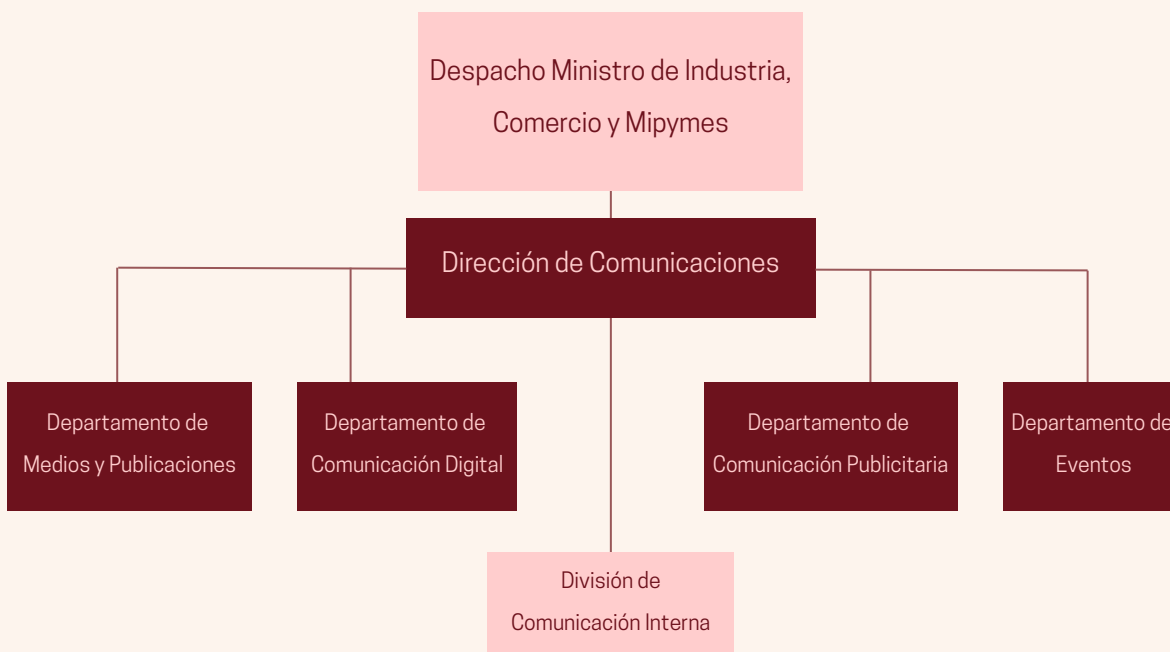 Despacho Ministro de Industria,
Comercio y Mipymes
Dirección de Comunicaciones
Departamento de
Medios y Publicaciones
Departamento de
Comunicación Digital
Departamento de
Comunicación Publicitaria
Departamento de
Eventos
División de
Comunicación Interna